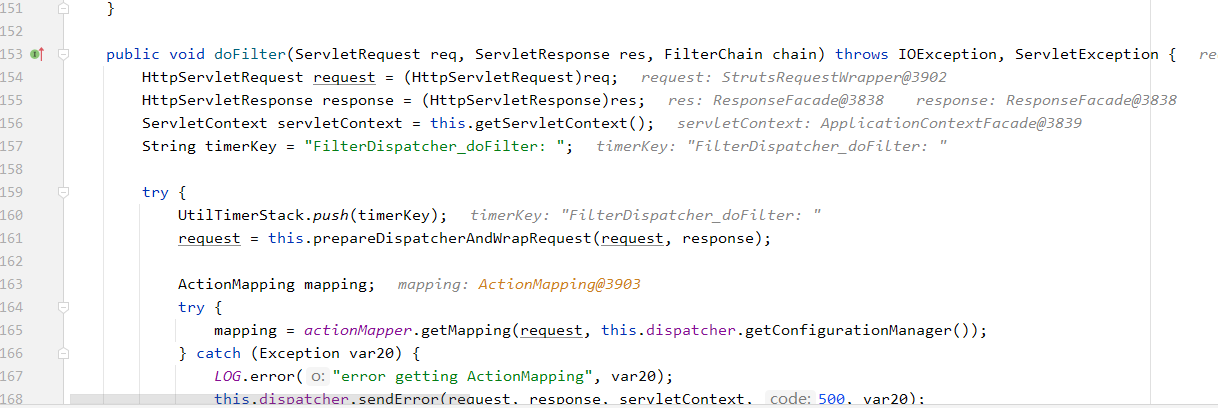 151 }
152
153 public void doFilter(ServletRequest req, ServletResponse res, FilterChain chain) throws IOException, ServletException { re
154 HttpServletRequest request = (HttpServletRequest)req; request: StrutsRequestWrapper@3902
155 HttpServletResponse response = (HttpServletResponse)res; res: ResponseFacade@3838 response: ResponseFacade@3838
156 ServletContext servletContext = this.getServletContext(); servletContext: ApplicationContextFacade@3839
157 String timerKey = "FilterDispatcher_doFilter: "; timerKey: "FilterDispatcher_doFilter: "
158
159 try {
160 UtilTimerStack.push(timerKey); timerKey: "FilterDispatcher_doFilter: "
161 request = this.prepareDispatcherAndWrapRequest(request, response);
162
163 ActionMapping mapping; mapping: ActionMapping@3903
164 try {
165 mapping = actionMapper.getMapping(request, this.dispatcher.getConfigurationManager());
166 } catch (Exception var20) {
167 LOG.error( o: "error getting ActionMapping", var20);
168 this.dispatcher.sendError(request, response, servletContext, code: 500, var20);